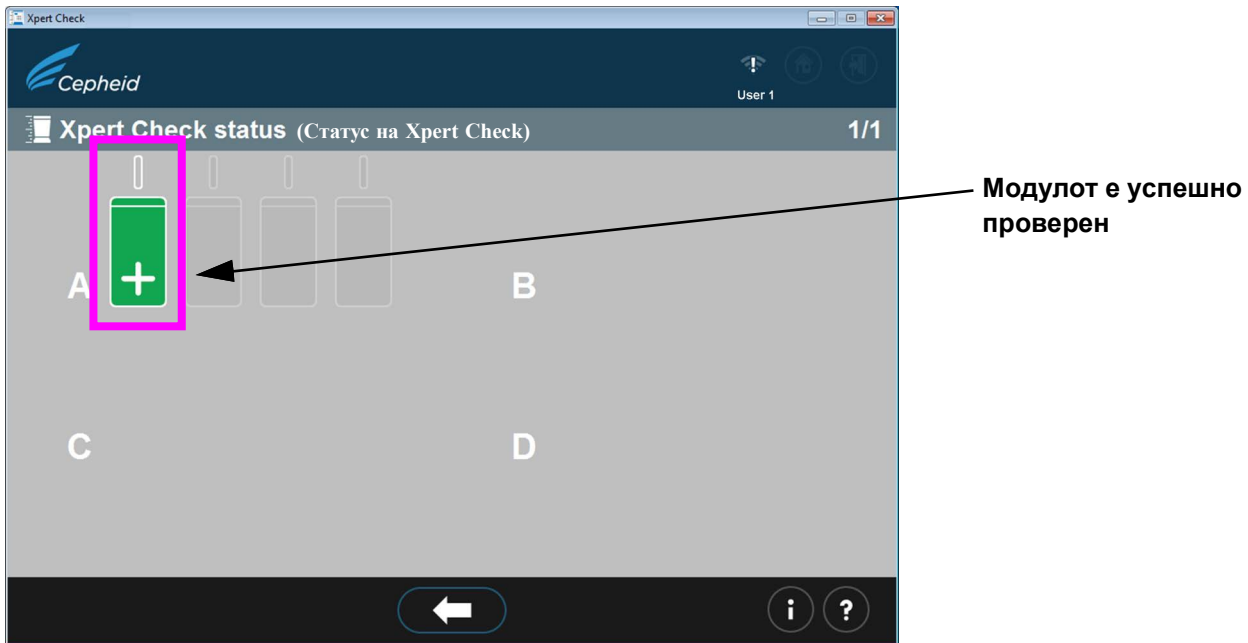 Xpert Check
Cepheid
User 1
Xpert Check status (Статус на Xpert Check)
1/1
A
B
C
D
i
?
Модулот е успешно
проверен